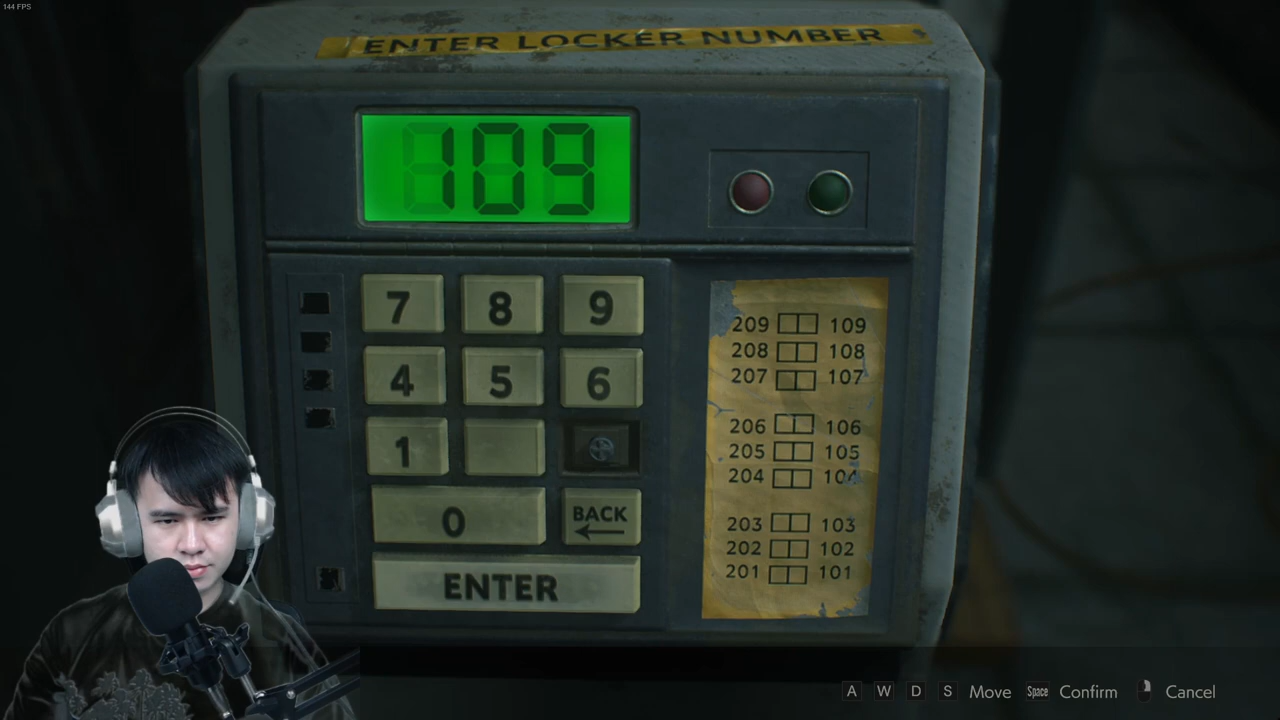 144 FPS
ENTER LOCKER NUMBER
109
7 8 9
4 5 6
1
0 BACK
ENTER
209 109
208 108
207 107
206 106
205 105
204 104
203 103
202 102
201 101
A W D S Move Space Confirm Cancel